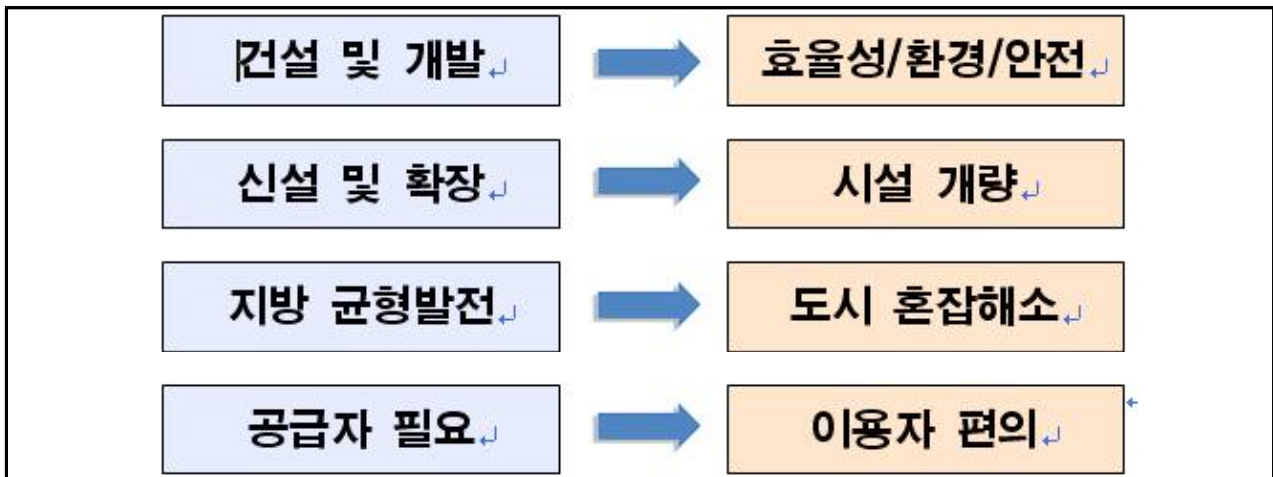 건설 및 개발 효율성/환경/안전
신설 및 확장 시설 개량
지방 균형발전 도시 혼잡해소
공급자 필요 이용자 편의